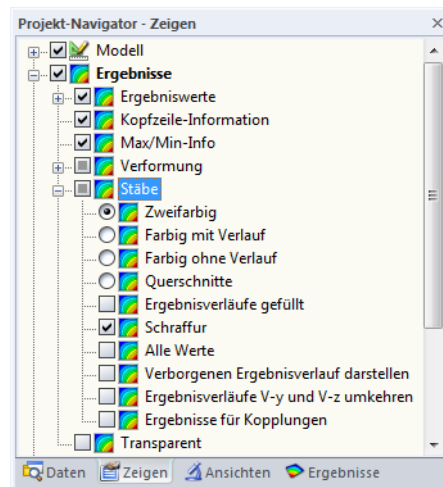 Projekt-Navigator - Zeigen
Modell
Ergebnisse
Ergebniswerte
Kopfzeile-Information
Max/Min-Info
Verformung
Stäbe
Zweifarbig
Farbig mit Verlauf
Farbig ohne Verlauf
Querschnitte
Ergebnisverläufe gefüllt
Schraffur
Alle Werte
Verborgenen Ergebnisverlauf darstellen
Ergebnisverläufe V-y und V-z umkehren
Ergebnisse für Kopplungen
Transparent
Daten Zeigen Ansichten Ergebnisse